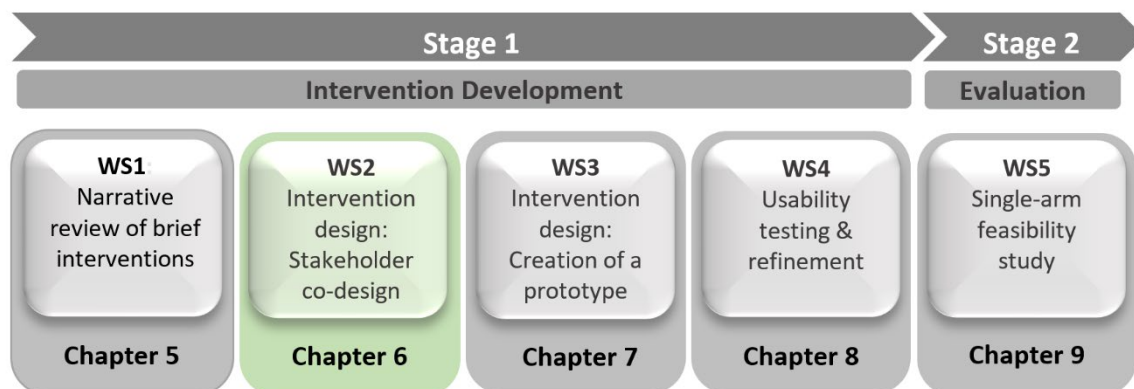 Stage 1
Stage 2
Intervention Development
Evaluation
WS1:
Narrative
review of brief
interventions
Chapter 5
WS2
Intervention
design:
Stakeholder
co-design
Chapter 6
WS3
Intervention
design:
Creation of a
prototype
Chapter 7
WS4
Usability
testing &
refinement
Chapter 8
WS5
Single-arm
feasibility
study
Chapter 9